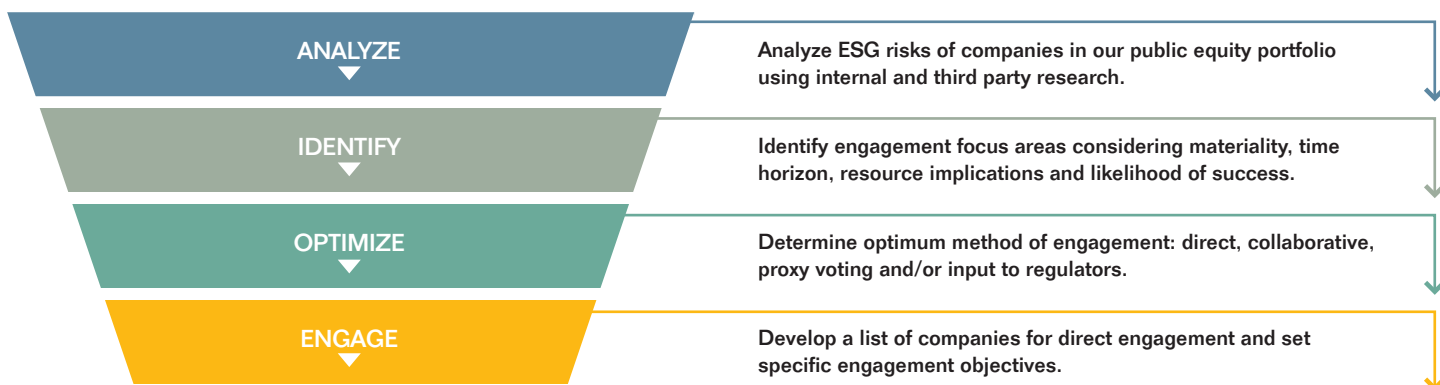 ANALYZE
Analyze ESG risks of companies in our public equity portfolio
using internal and third party research.
IDENTIFY
Identify engagement focus areas considering materiality, time
horizon, resource implications and likelihood of success.
OPTIMIZE
Determine optimum method of engagement: direct, collaborative,
proxy voting and/or input to regulators.
ENGAGE
Develop a list of companies for direct engagement and set
specific engagement objectives.